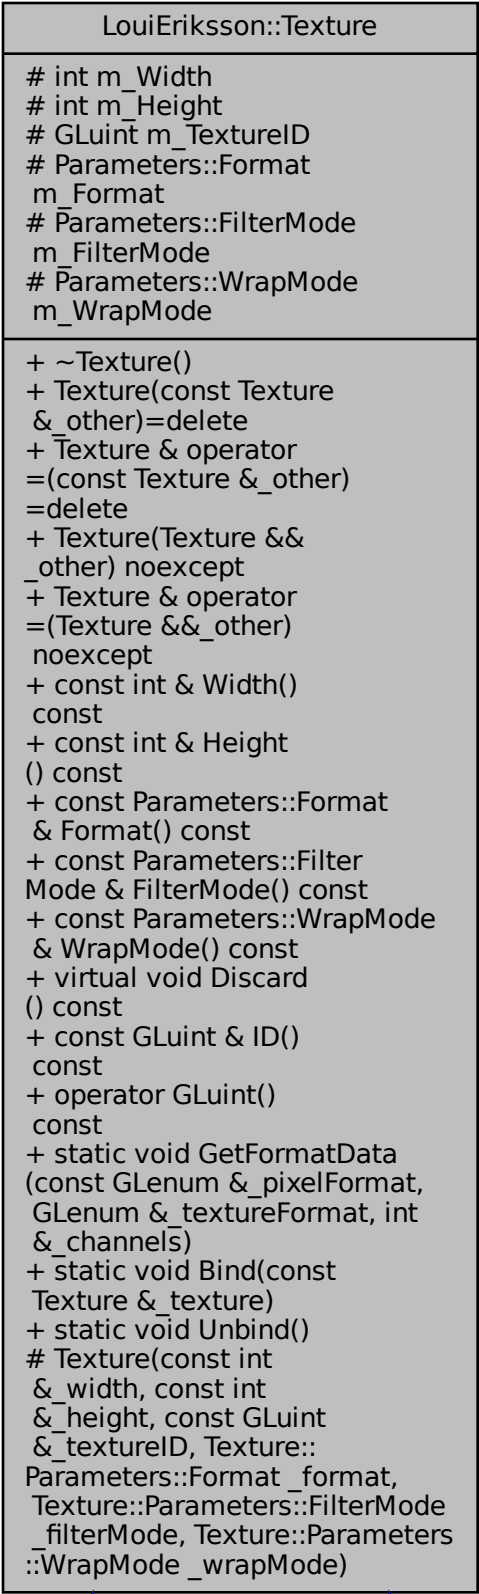 LouiEriksson::Texture
# int m_Width
# int m_Height
# GLuint m_TextureID
# Parameters::Format
m_Format
# Parameters::FilterMode
m_FilterMode
# Parameters::WrapMode
m_WrapMode
+ ~Texture()
+ Texture(const Texture
&_other)=delete
+ Texture & operator
=(const Texture &_other)
=delete
+ Texture(Texture &&
_other) noexcept
+ Texture & operator
=(Texture &&_other)
noexcept
+ const int & Width()
const
+ const int & Height
() const
+ const Parameters::Format
& Format() const
+ const Parameters::Filter
Mode & FilterMode() const
+ const Parameters::WrapMode
& WrapMode() const
+ virtual void Discard
() const
+ const GLuint & ID()
const
+ operator GLuint()
const
+ static void GetFormatData
(const GLenum &_pixelFormat,
GLenum &_textureFormat, int
&_channels)
+ static void Bind(const
Texture &_texture)
+ static void Unbind()
# Texture(const int
&_width, const int
&_height, const GLuint
&_textureID, Texture::
Parameters::Format _format,
Texture::Parameters::FilterMode
_filterMode, Texture::Parameters
::WrapMode _wrapMode)